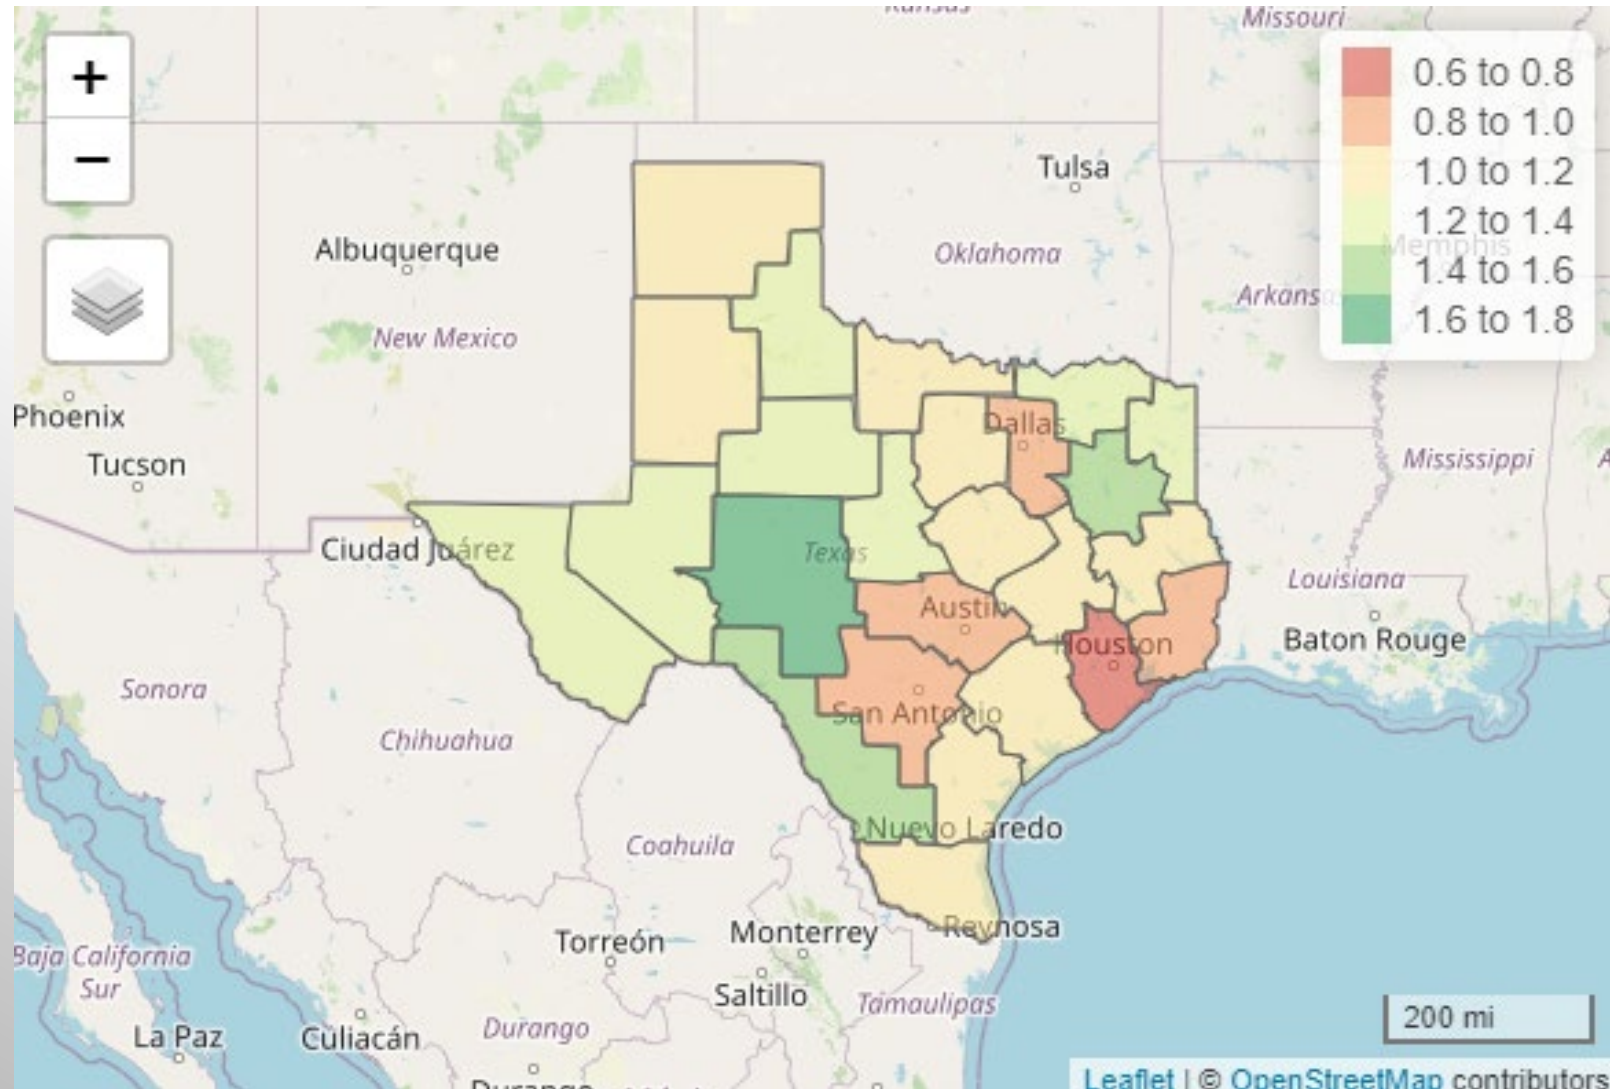 Kansas
Missouri
+
−
0.6 to 0.8
0.8 to 1.0
1.0 to 1.2
1.2 to 1.4
1.4 to 1.6
1.6 to 1.8
Tulsa
Albuquerque
Oklahoma
Memphis
Arkans
New Mexico
Phoenix
Dallas
Tucson
Mississippi
A
Ciudad Juárez
Texas
Louisiana
Austin
Houston
Baton Rouge
Sonora
San Antonio
Chihuahua
Nuevo Laredo
Coahuila
Reynosa
Torreón
Monterrey
Baja California
Sur
Saltillo
Tamaulipas
La Paz
Culiacán
Durango
200 mi
Durango
Leaflet | © OpenStreetMap contributors